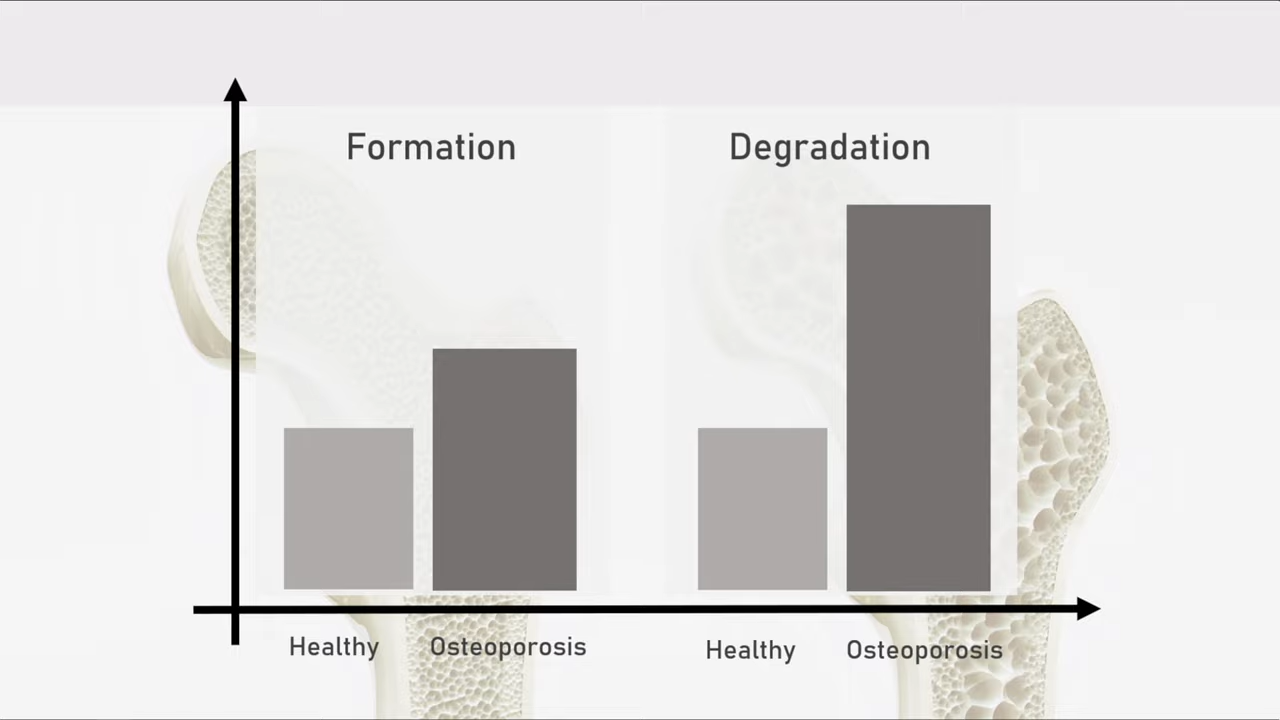 Formation
Degradation
Healthy
Osteoporosis
Healthy
Osteoporosis